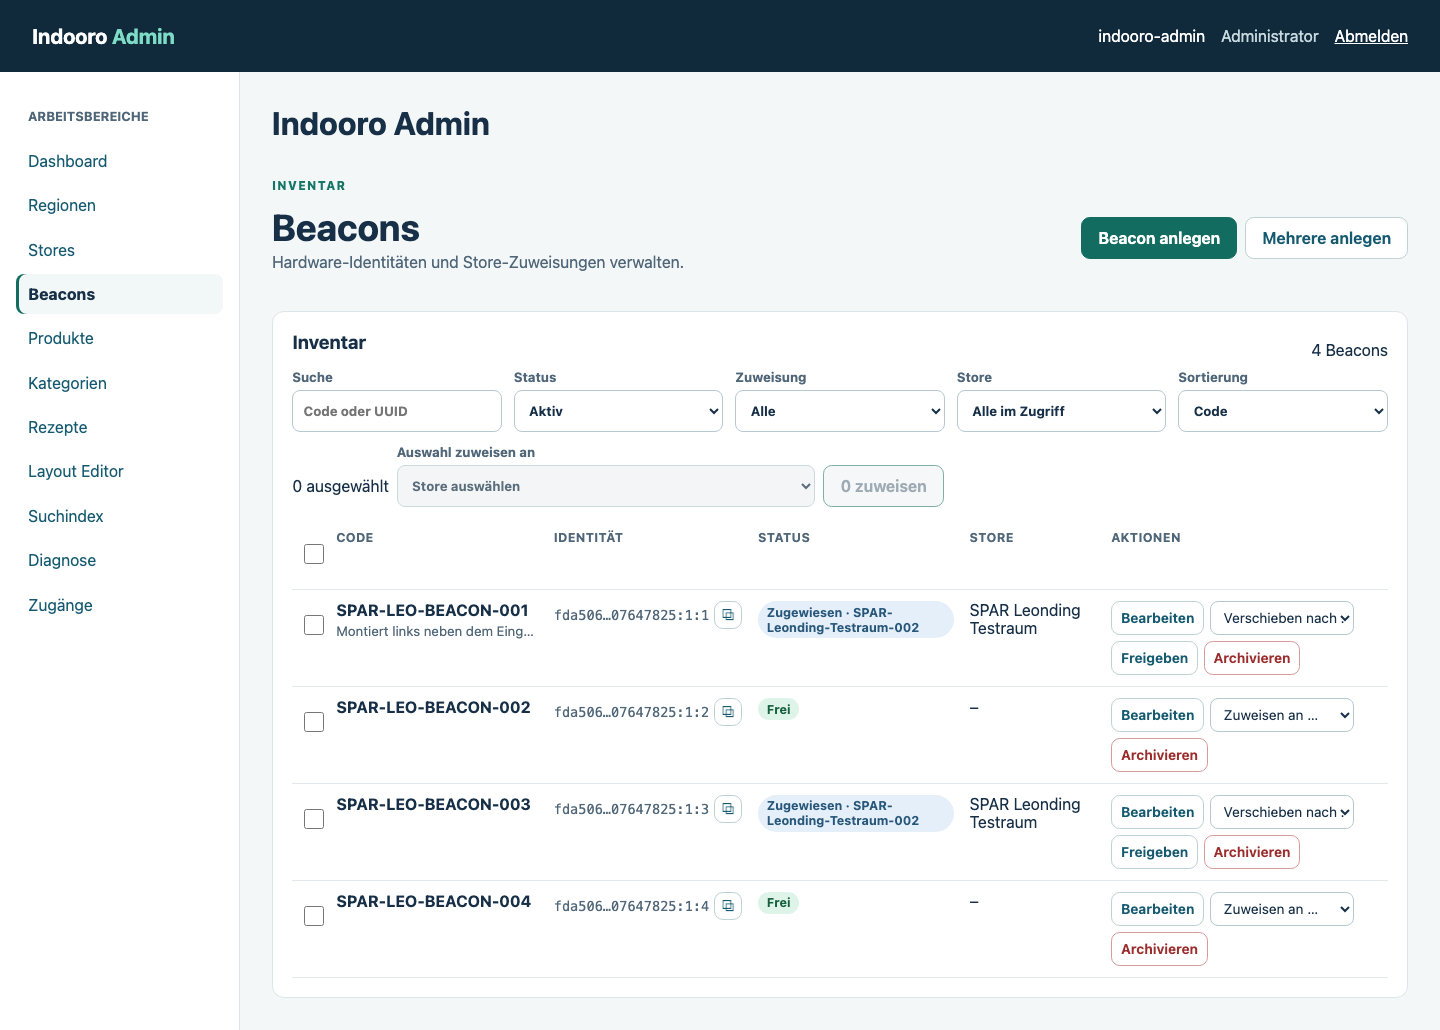 Indooro Admin
indooro-admin Administrator Abmelden
ARBEITSBEREICHE
Dashboard
Regionen
Stores
Beacons
Produkte
Kategorien
Rezepte
Layout Editor
Suchindex
Diagnose
Zugänge
Indooro Admin
INVENTAR
Beacons
Hardware-Identitäten und Store-Zuweisungen verwalten.
Beacon anlegen
Mehrere anlegen
Inventar
4 Beacons
Suche
Code oder UUID
Status
Aktiv
Zuweisung
Alle
Store
Alle im Zugriff
Sortierung
Code
0 ausgewählt
Auswahl zuweisen an
Store auswählen
0 zuweisen
CODE IDENTITÄT STATUS STORE AKTIONEN
SPAR-LEO-BEACON-001
Montiert links neben dem Eing…
fda506…07647825:1:1
Zugewiesen · SPAR-
Leonding-Testraum-002
SPAR Leonding
Testraum
Bearbeiten
Verschieben nach
Freigeben
Archivieren
SPAR-LEO-BEACON-002
fda506…07647825:1:2
Frei
–
Bearbeiten
Zuweisen an ...
Archivieren
SPAR-LEO-BEACON-003
fda506…07647825:1:3
Zugewiesen · SPAR-
Leonding-Testraum-002
SPAR Leonding
Testraum
Bearbeiten
Verschieben nach
Freigeben
Archivieren
SPAR-LEO-BEACON-004
fda506…07647825:1:4
Frei
–
Bearbeiten
Zuweisen an ...
Archivieren